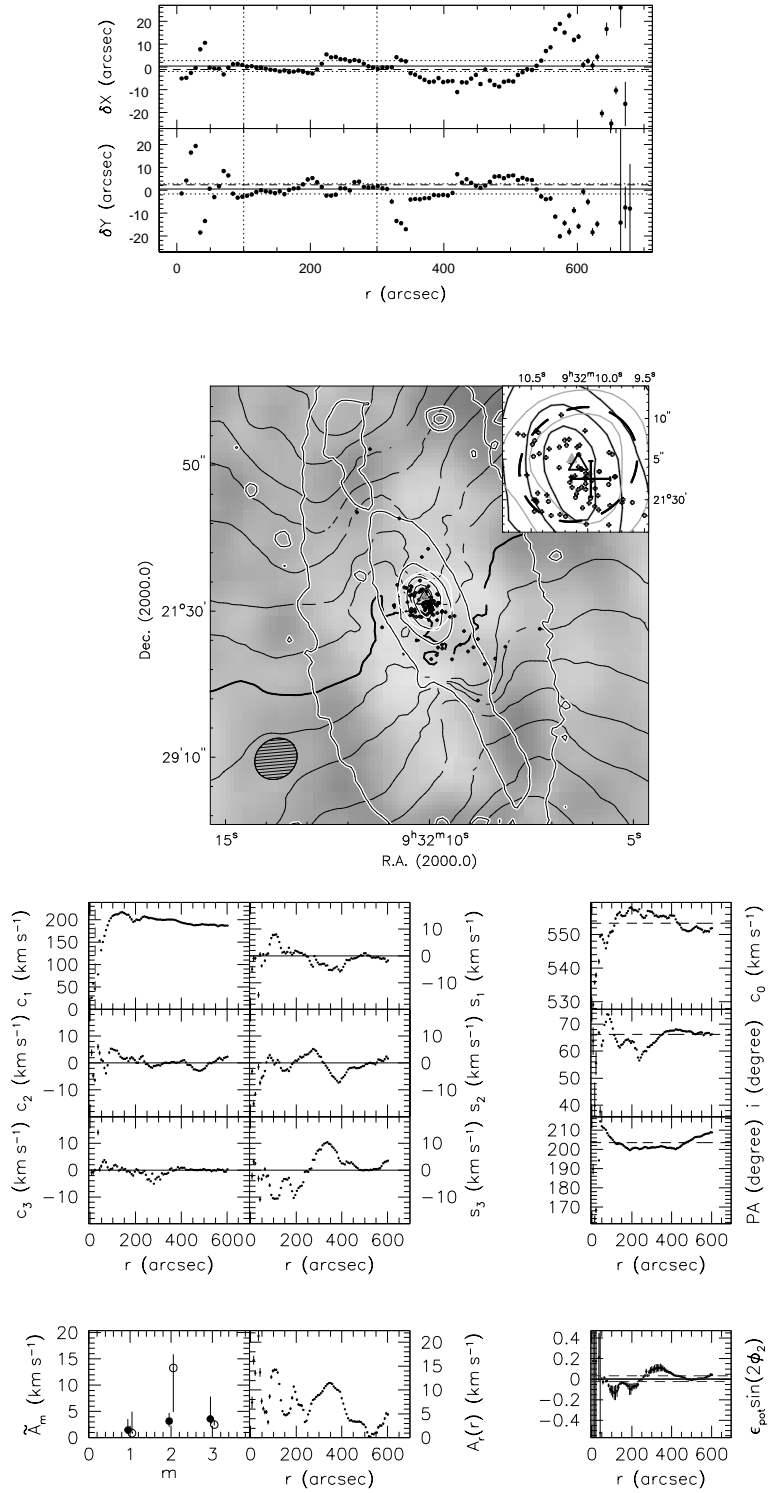 20
10
0
-10
-20
δX (arcsec)
20
10
0
-10
-20
δY (arcsec)
0 200 400 600
r (arcsec)
10.5ˢ 9ʰ32ᵐ10.0ˢ 9.5ˢ
10"
5"
21°30'
50"
21°30'
29'10"
Dec. (2000.0)
15ˢ 9ʰ32ᵐ10ˢ 5ˢ
R.A. (2000.0)
200
150
100
50
0
c₁ (km s⁻¹)
10
0
−10
s₁ (km s⁻¹)
550
540
530
c₀ (km s⁻¹)
10
0
−10
c₂ (km s⁻¹)
10
0
−10
s₂ (km s⁻¹)
70
60
50
40
i (degree)
10
0
−10
c₃ (km s⁻¹)
10
0
−10
s₃ (km s⁻¹)
200
190
180
170
PA (degree)
0 200 400 600
r (arcsec)
0 200 400 600
r (arcsec)
0 200 400 600
r (arcsec)
20
15
10
5
0
Ãₘ (km s⁻¹)
0 1 2 3
m
20
15
10
5
0
Aᵣ(r) (km s⁻¹)
0 200 400 600
r (arcsec)
0.4
0.2
0
−0.2
−0.4
ϵₚₒₜsin(2ϕ₂)
0 200 400 600
r (arcsec)